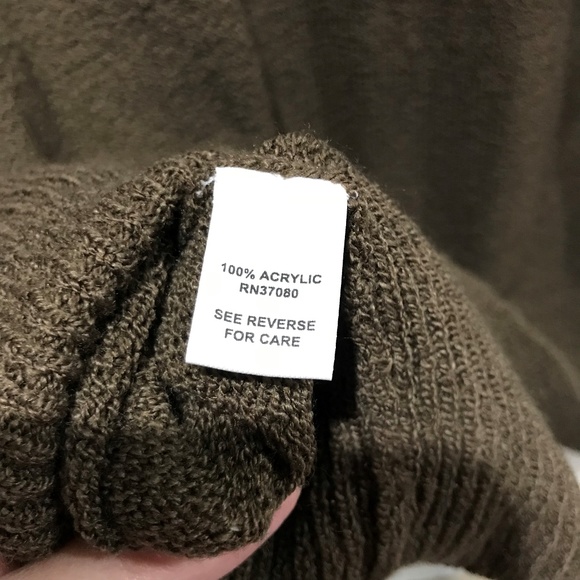 100% ACRYLIC
RN37080
SEE REVERSE
FOR CARE